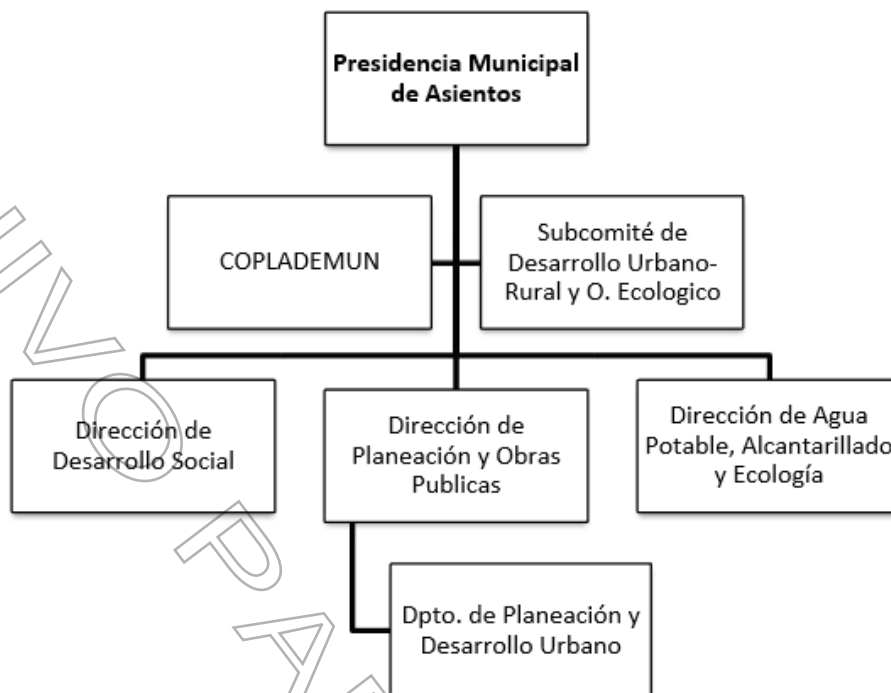 Presidencia Municipal
de Asientos
COPLADEMUN
Subcomité de
Desarrollo Urbano-
Rural y O. Ecologico
Dirección de
Desarrollo Social
Dirección de
Planeación y Obras
Publicas
Dirección de Agua
Potable, Alcantarillado
y Ecología
Dpto. de Planeación y
Desarrollo Urbano